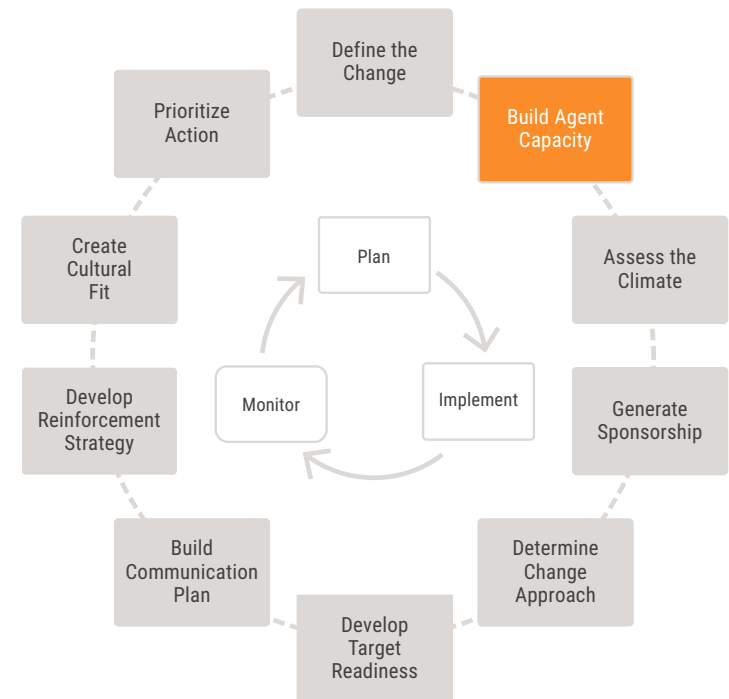 Define the
Change
Build Agent
Capacity
Assess the
Climate
Generate
Sponsorship
Determine
Change
Approach
Develop
Target
Readiness
Build
Communication
Plan
Develop
Reinforcement
Strategy
Create
Cultural
Fit
Prioritize
Action
Plan
Implement
Monitor